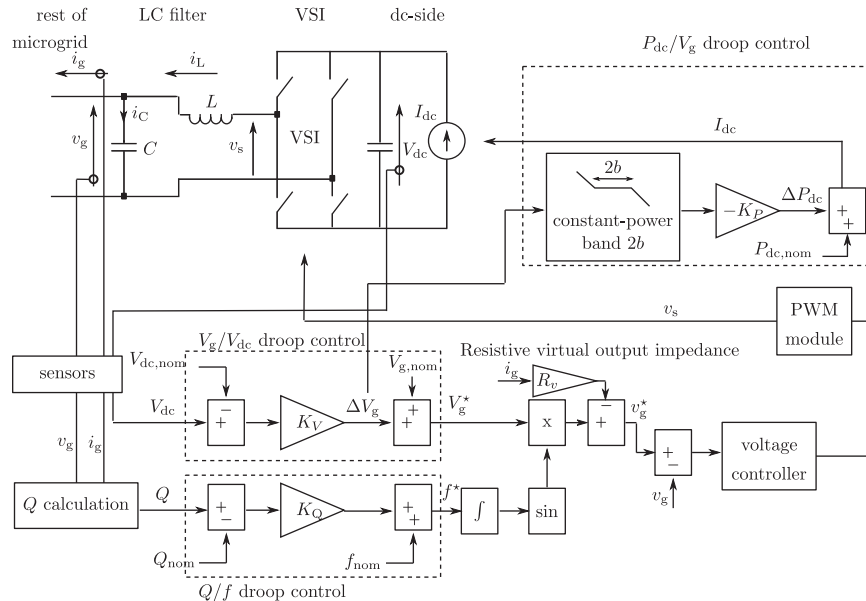 rest of
microgrid
LC filter
VSI
dc-side
i_g
i_L
P_dc/V_g droop control
L
i_C
VSI
I_dc
I_dc
v_g
C
v_s
V_dc
2b
constant-power
band 2b
−K_P
ΔP_dc
+
+
P_dc,nom
v_s
PWM
module
V_g/V_dc droop control
Resistive virtual output impedance
V_dc,nom
V_g,nom
i_g
R_v
sensors
V_dc
−
+
K_V
ΔV_g
+
+
V_g⋆
x
−
+
v_g⋆
v_g
i_g
+
−
voltage
controller
v_g
Q calculation
Q
+
−
K_Q
+
+
f⋆
∫
sin
Q_nom
f_nom
Q/f droop control